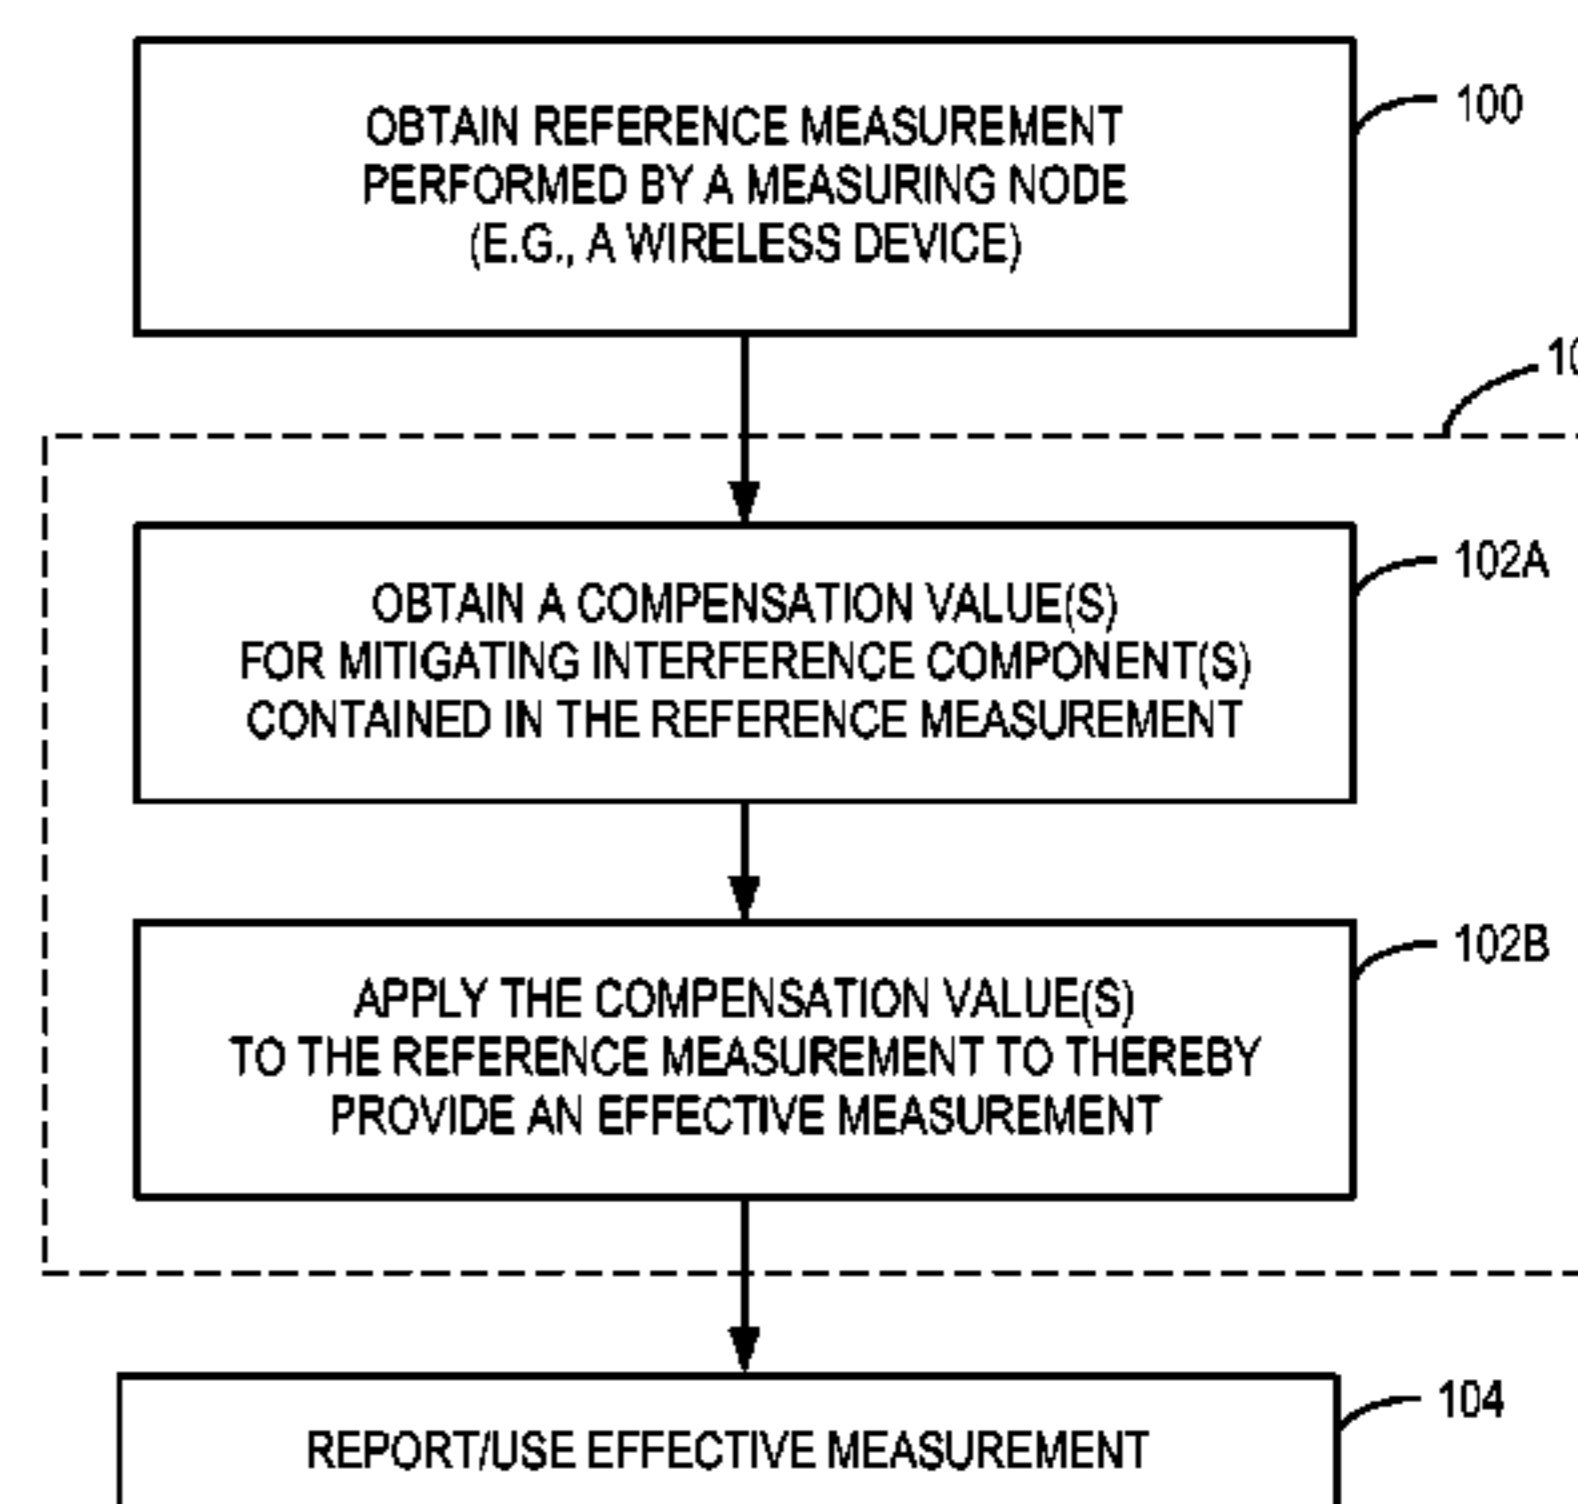 OBTAIN REFERENCE MEASUREMENT
PERFORMED BY A MEASURING NODE
(E.G., A WIRELESS DEVICE)
100
OBTAIN A COMPENSATION VALUE(S)
FOR MITIGATING INTERFERENCE COMPONENT(S)
CONTAINED IN THE REFERENCE MEASUREMENT
102A
APPLY THE COMPENSATION VALUE(S)
TO THE REFERENCE MEASUREMENT TO THEREBY
PROVIDE AN EFFECTIVE MEASUREMENT
102B
REPORT/USE EFFECTIVE MEASUREMENT
104